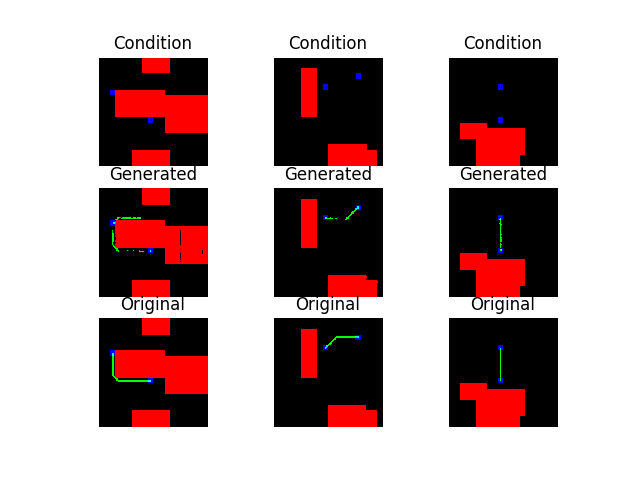 Condition Condition Condition
Generated Generated Generated
Original Original Original